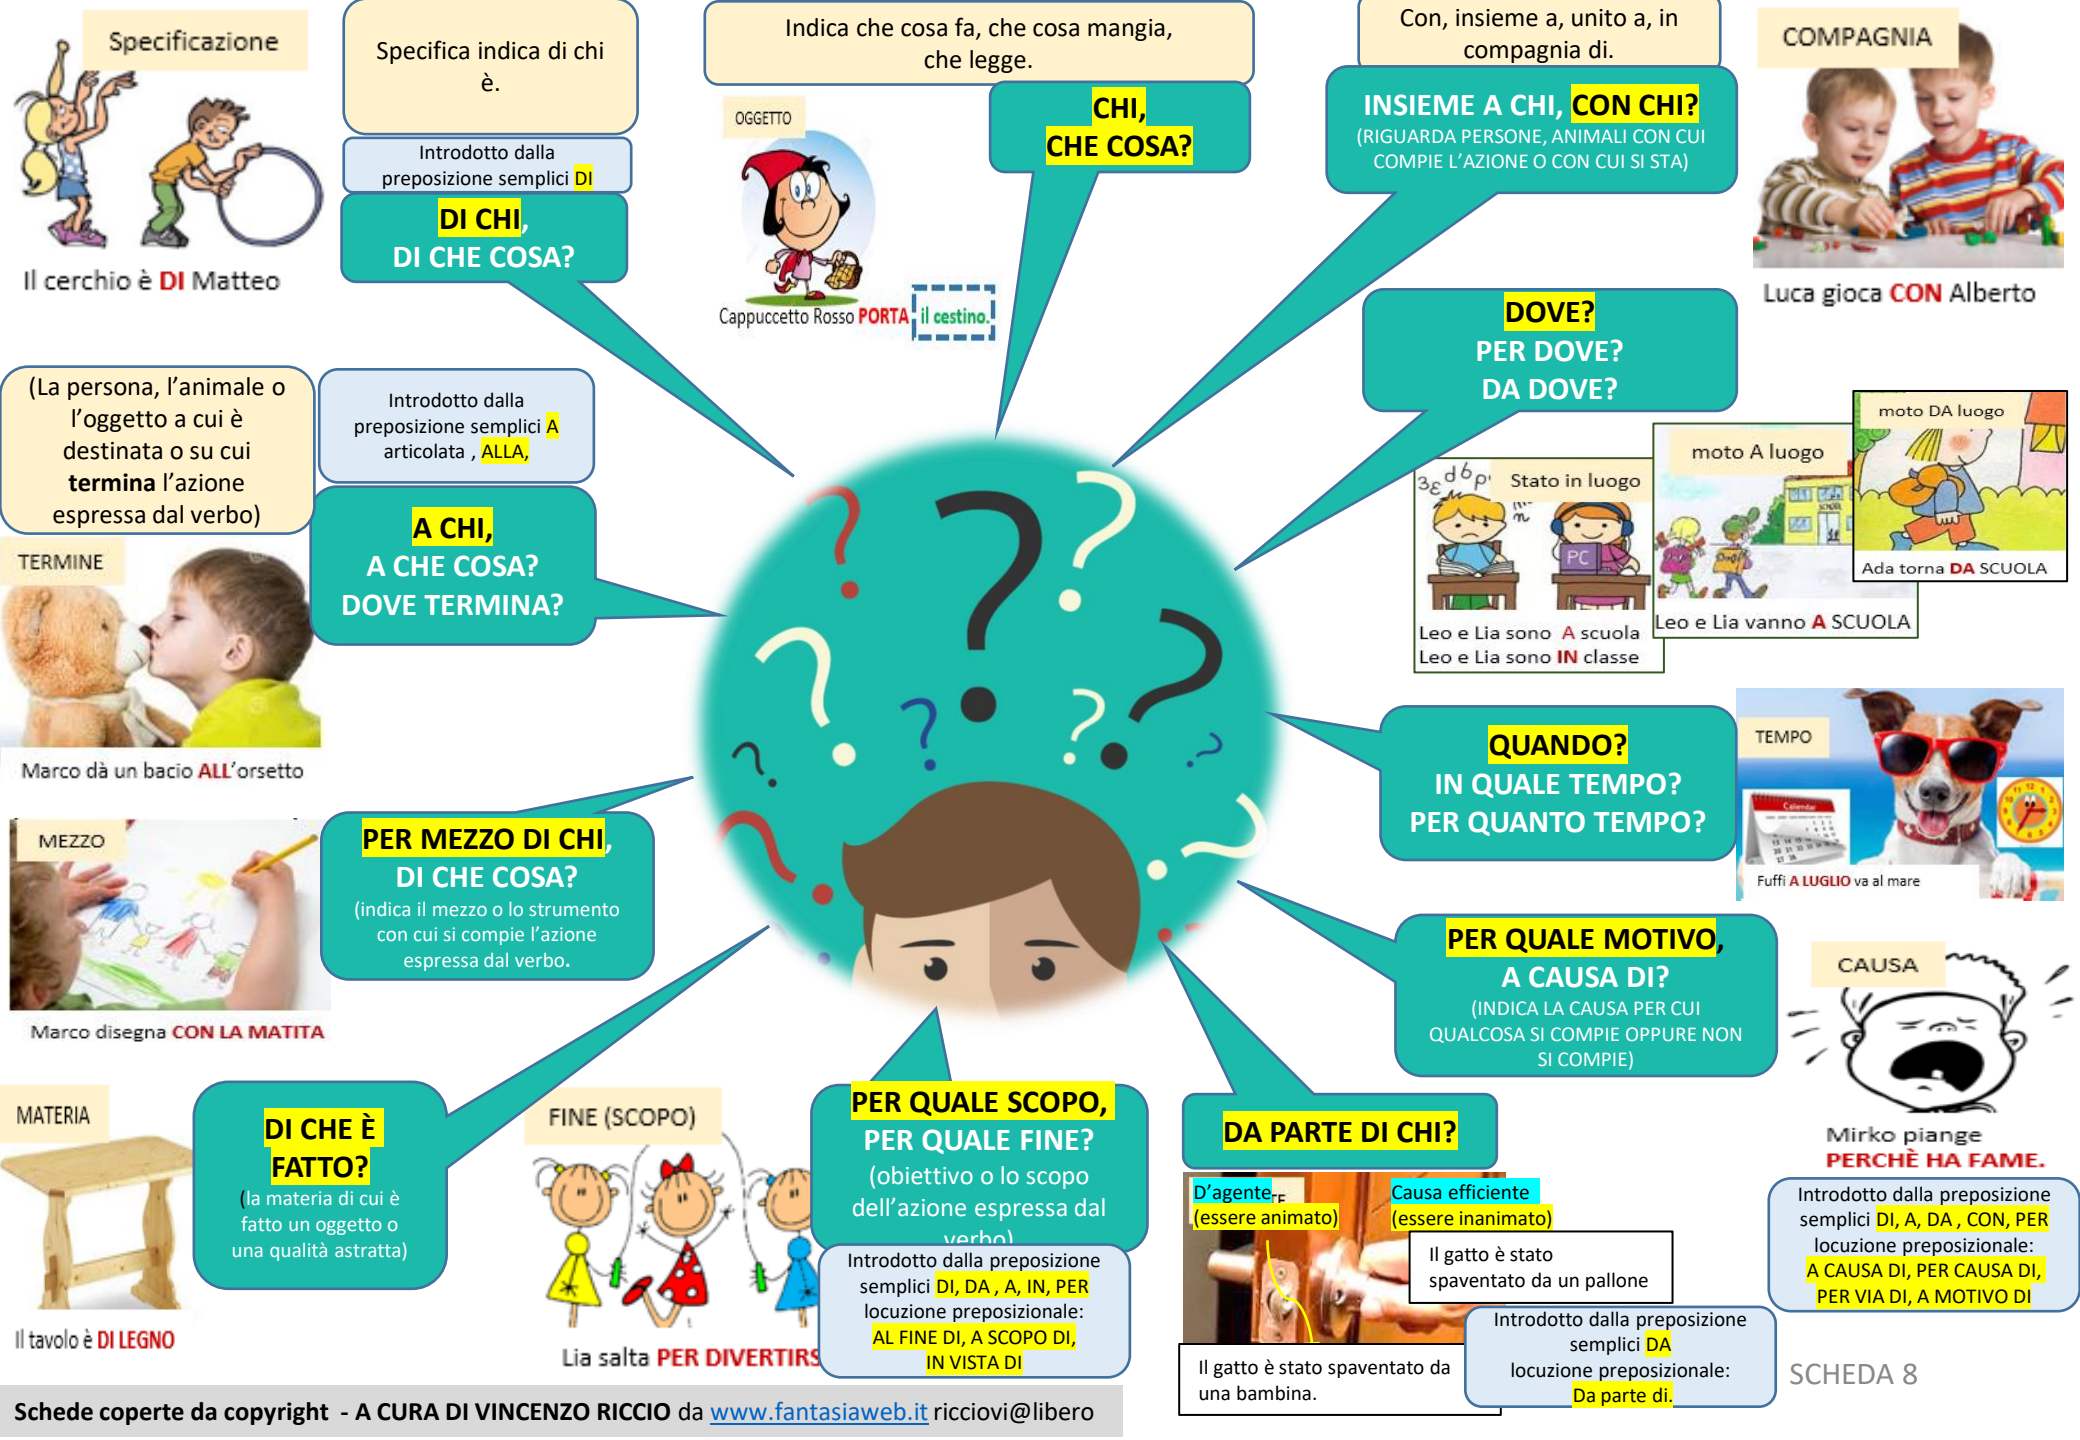 Specificazione
Specifica indica di chi
è.
Introdotto dalla
preposizione semplici DI
DI CHI,
DI CHE COSA?
Il cerchio è DI Matteo
Indica che cosa fa, che cosa mangia,
che legge.
CHI,
CHE COSA?
OGGETTO
Cappuccetto Rosso PORTA il cestino.
Con, insieme a, unito a, in
compagnia di.
INSIEME A CHI, CON CHI?
(RIGUARDA PERSONE, ANIMALI CON CUI
COMPIE L'AZIONE O CON CUI SI STA)
COMPAGNIA
Luca gioca CON Alberto
DOVE?
PER DOVE?
DA DOVE?
Stato in luogo
Leo e Lia sono A scuola
Leo e Lia sono IN classe
PC
moto A luogo
SCHOOL
Leo e Lia vanno A SCUOLA
moto DA luogo
Ada torna DA SCUOLA
(La persona, l'animale o
l'oggetto a cui è
destinata o su cui
termina l'azione
espressa dal verbo)
Introdotto dalla
preposizione semplici A
articolata , ALLA,
A CHI,
A CHE COSA?
DOVE TERMINA?
TERMINE
Marco dà un bacio ALL'orsetto
QUANDO?
IN QUALE TEMPO?
PER QUANTO TEMPO?
TEMPO
Calendar
Fuffi A LUGLIO va al mare
MEZZO
PER MEZZO DI CHI,
DI CHE COSA?
(indica il mezzo o lo strumento
con cui si compie l'azione
espressa dal verbo.
Marco disegna CON LA MATITA
PER QUALE MOTIVO,
A CAUSA DI?
(INDICA LA CAUSA PER CUI
QUALCOSA SI COMPIE OPPURE NON
SI COMPIE)
CAUSA
Mirko piange
PERCHÈ HA FAME.
Introdotto dalla preposizione
semplici DI, A, DA , CON, PER
locuzione preposizionale:
A CAUSA DI, PER CAUSA DI,
PER VIA DI, A MOTIVO DI
MATERIA
DI CHE È
FATTO?
(la materia di cui è
fatto un oggetto o
una qualità astratta)
Il tavolo è DI LEGNO
FINE (SCOPO)
Lia salta PER DIVERTIRS
PER QUALE SCOPO,
PER QUALE FINE?
(obiettivo o lo scopo
dell'azione espressa dal
verbo)
Introdotto dalla preposizione
semplici DI, DA , A, IN, PER
locuzione preposizionale:
AL FINE DI, A SCOPO DI,
IN VISTA DI
DA PARTE DI CHI?
D'agente
(essere animato)
Causa efficiente
(essere inanimato)
Il gatto è stato
spaventato da un pallone
Il gatto è stato spaventato da
una bambina.
Introdotto dalla preposizione
semplici DA
locuzione preposizionale:
Da parte di.
SCHEDA 8
Schede coperte da copyright - A CURA DI VINCENZO RICCIO da www.fantasiaweb.it ricciovi@libero